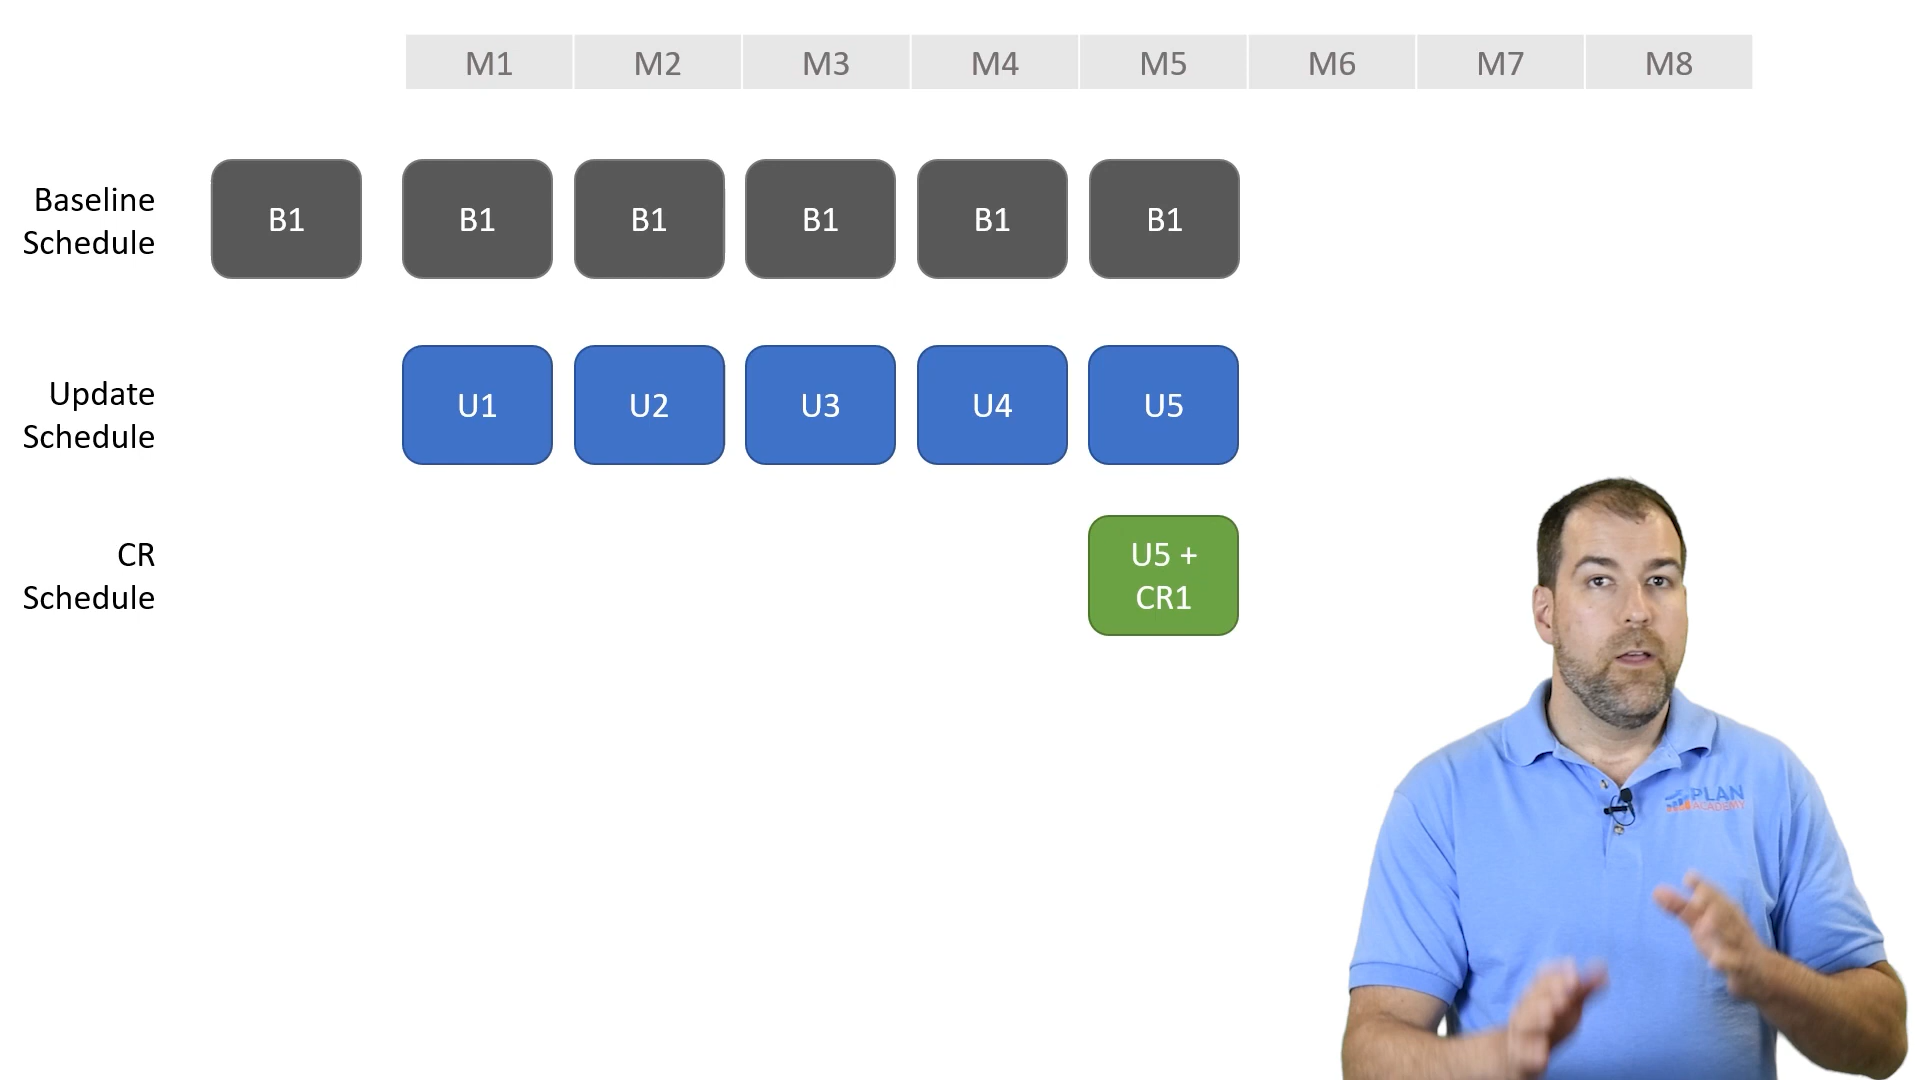 M1 M2 M3 M4 M5 M6 M7 M8
Baseline
Schedule
B1 B1 B1 B1 B1 B1
Update
Schedule
U1 U2 U3 U4 U5
CR
Schedule
U5 +
CR1
PLAN
ACADEMY